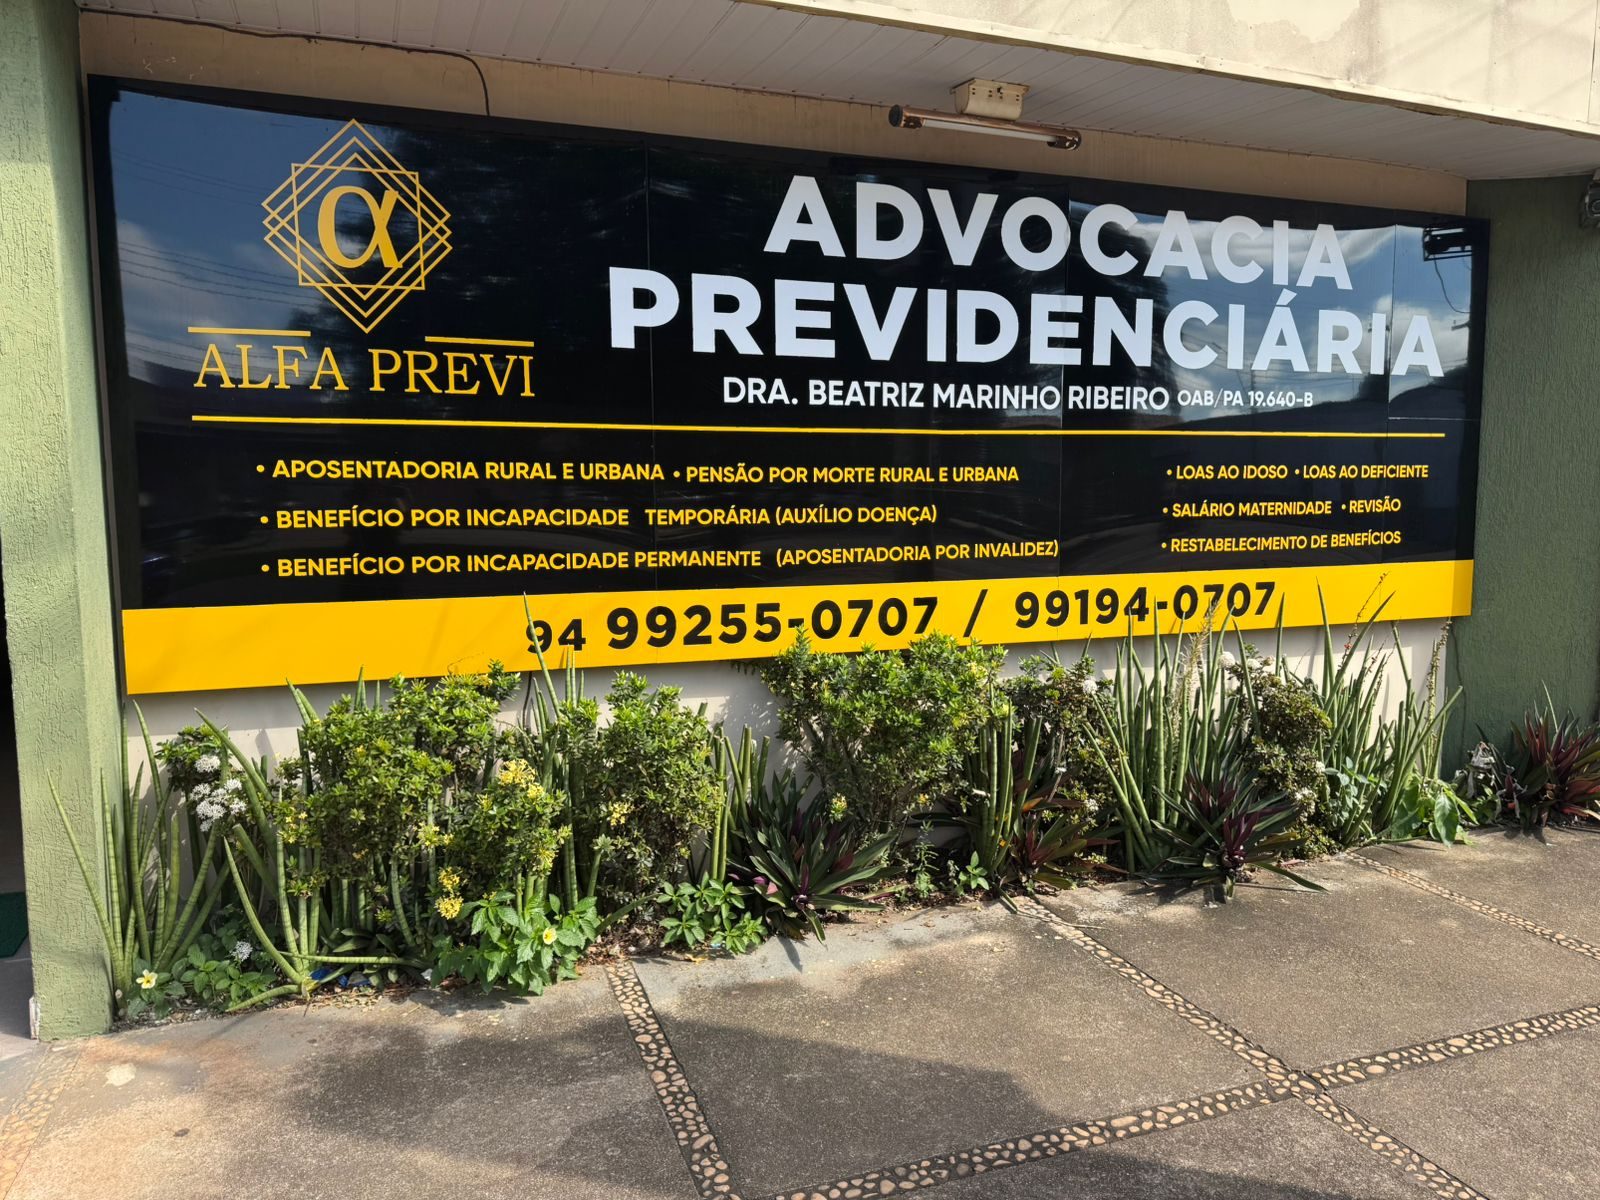 α
ALFA PREVI
ADVOCACIA
PREVIDENCIÁRIA
DRA. BEATRIZ MARINHO RIBEIRO OAB/PA 19.640-B
• APOSENTADORIA RURAL E URBANA • PENSÃO POR MORTE RURAL E URBANA
• BENEFÍCIO POR INCAPACIDADE TEMPORÁRIA (AUXÍLIO DOENÇA)
• BENEFÍCIO POR INCAPACIDADE PERMANENTE (APOSENTADORIA POR INVALIDEZ)
• LOAS AO IDOSO • LOAS AO DEFICIENTE
• SALÁRIO MATERNIDADE • REVISÃO
• RESTABELECIMENTO DE BENEFÍCIOS
94 99255-0707 / 99194-0707